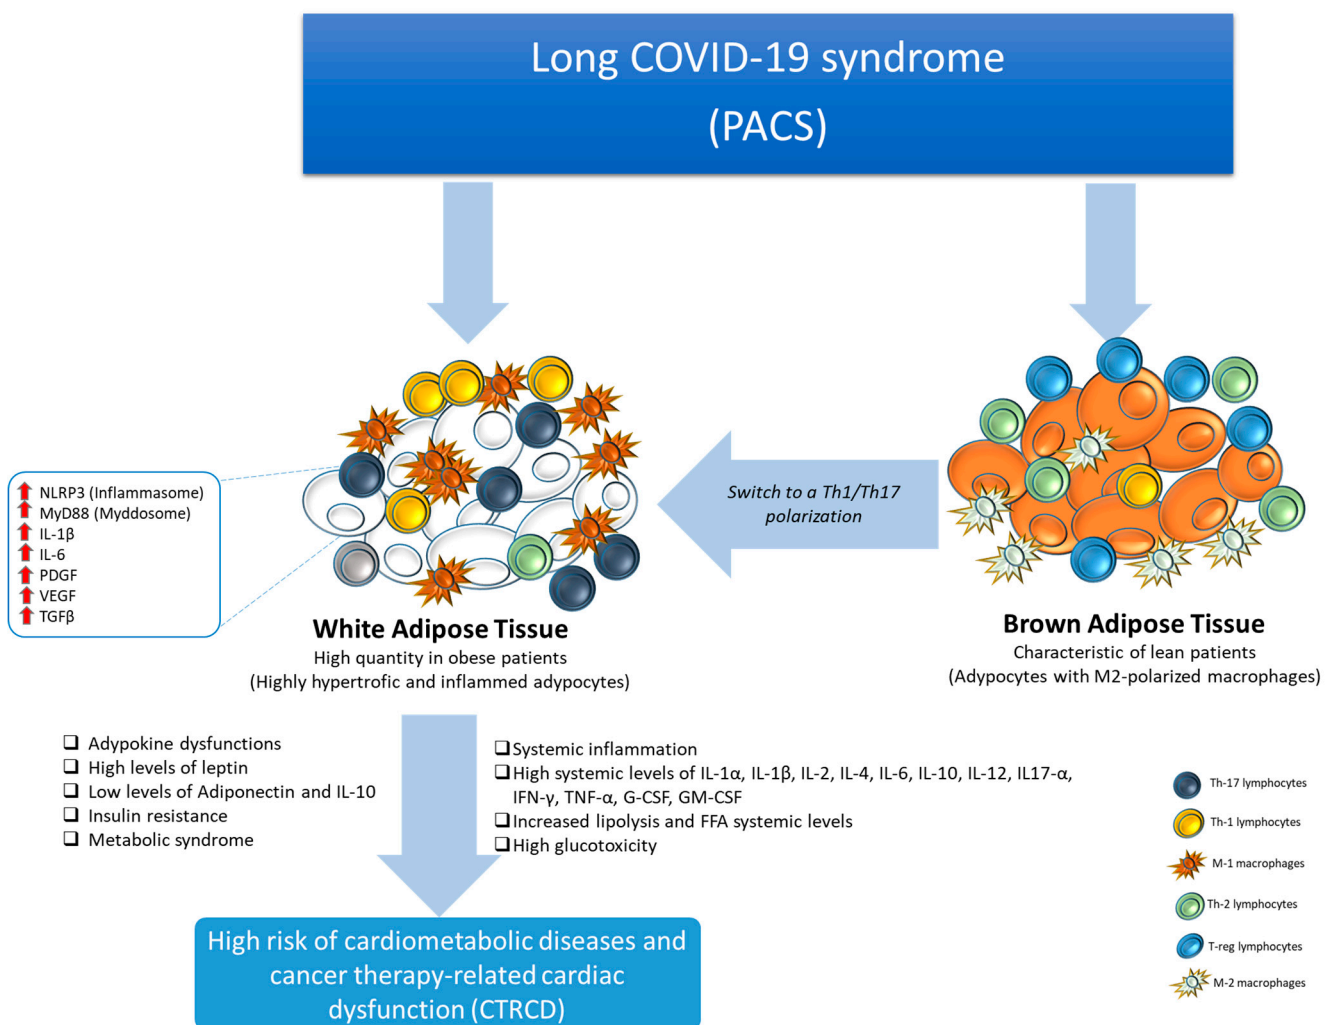 Long COVID-19 syndrome
(PACS)
Switch to a Th1/Th17
polarization
NLRP3 (Inflammasome)
MyD88 (Myddosome)
IL-1β
IL-6
PDGF
VEGF
TGFβ
White Adipose Tissue
High quantity in obese patients
(Highly hypertrofic and inflammed adypocytes)
Brown Adipose Tissue
Characteristic of lean patients
(Adypocytes with M2-polarized macrophages)
Adypokine dysfunctions
High levels of leptin
Low levels of Adiponectin and IL-10
Insulin resistance
Metabolic syndrome
Systemic inflammation
High systemic levels of IL-1α, IL-1β, IL-2, IL-4, IL-6, IL-10, IL-12, IL17-α,
IFN-γ, TNF-α, G-CSF, GM-CSF
Increased lipolysis and FFA systemic levels
High glucotoxicity
Th-17 lymphocytes
Th-1 lymphocytes
M-1 macrophages
Th-2 lymphocytes
T-reg lymphocytes
M-2 macrophages
High risk of cardiometabolic diseases and
cancer therapy-related cardiac
dysfunction (CTRCD)